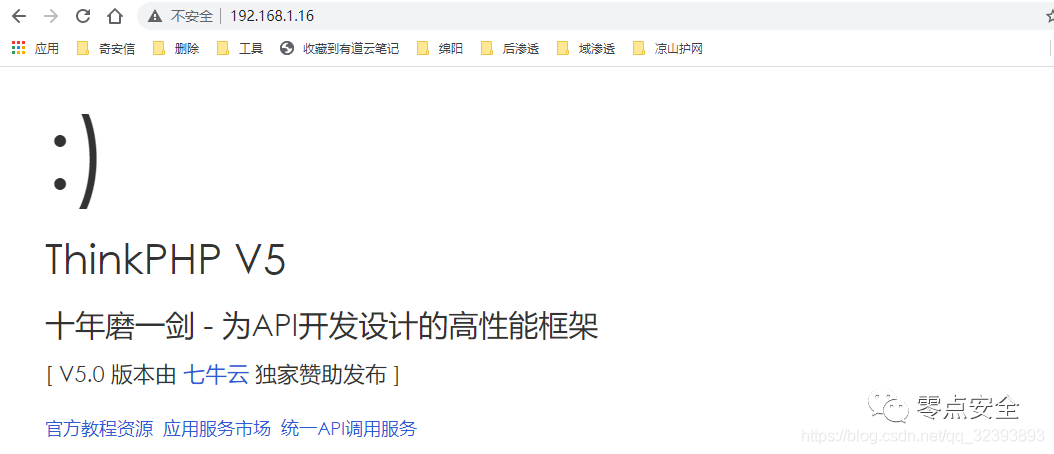 不安全 | 192.168.1.16
应用 奇安信 删除 工具 收藏到有道云笔记 绵阳 后渗透 域渗透 凉山护网
:)
ThinkPHP V5
十年磨一剑 - 为API开发设计的高性能框架
[ V5.0 版本由 七牛云 独家赞助发布 ]
官方教程资源 应用服务市场 统一API调用服务
零点安全
https://blog.csdn.net/qq_32393893